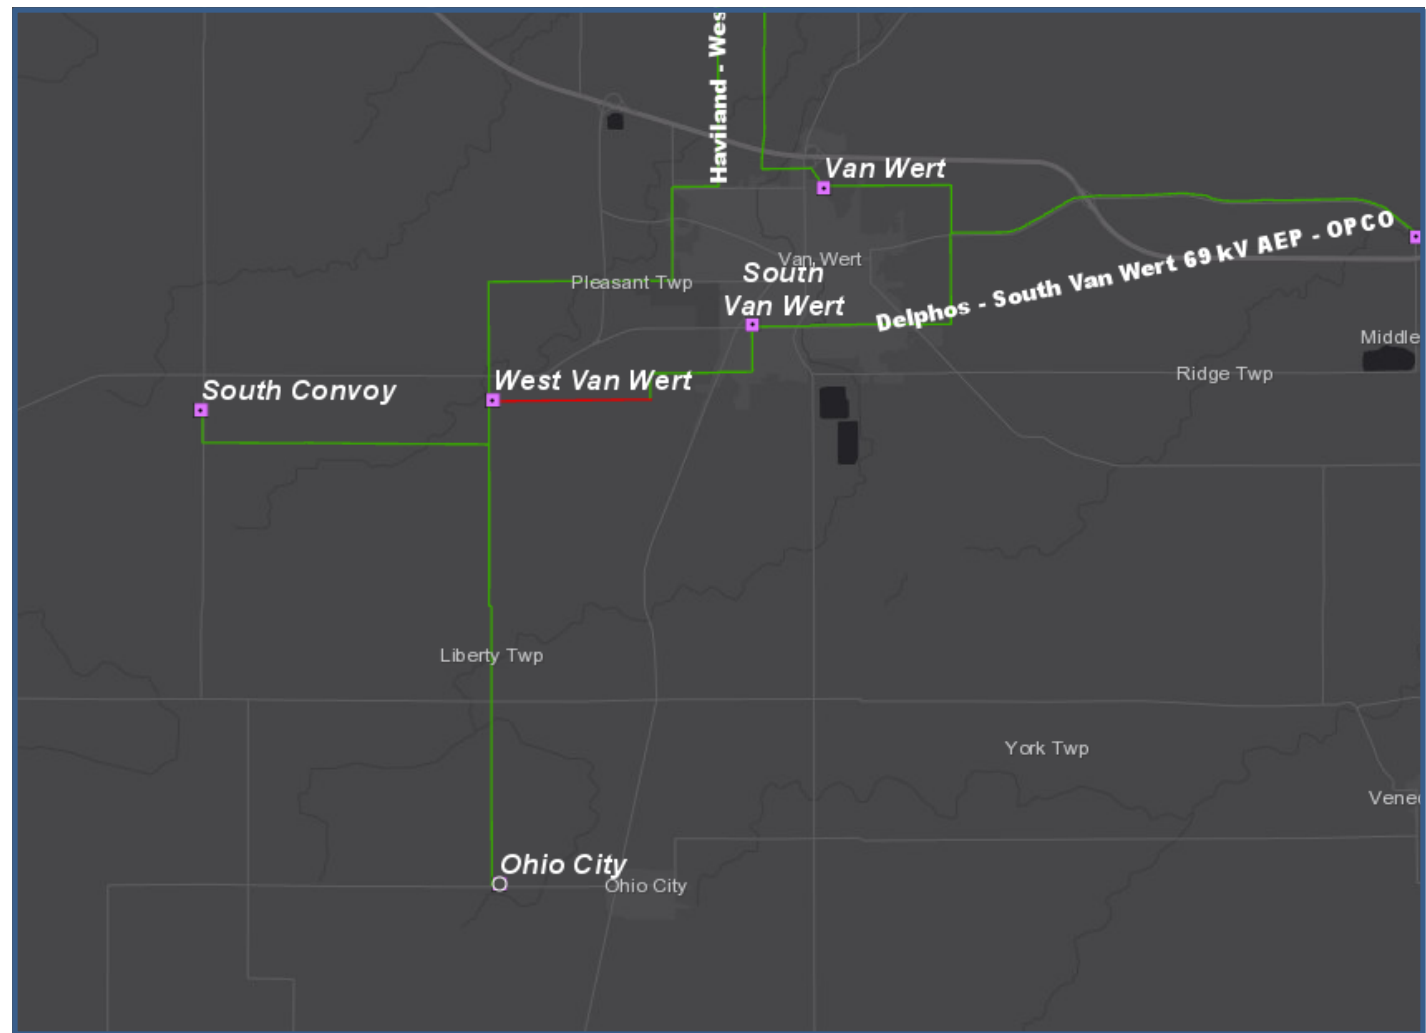 Haviland - Wes
Van Wert
Van Wert
South
Van Wert
Delphos - South Van Wert 69 kV AEP - OPCO
Pleasant Twp
Middle
Ridge Twp
West Van Wert
South Convoy
Liberty Twp
York Twp
Vene
Ohio City
Ohio City